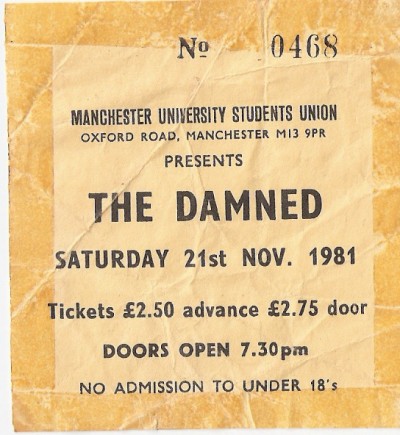 No 0468
MANCHESTER UNIVERSITY STUDENTS UNION
OXFORD ROAD, MANCHESTER M13 9PR
PRESENTS
THE DAMNED
SATURDAY 21st NOV. 1981
Tickets £2.50 advance £2.75 door
DOORS OPEN 7.30pm
NO ADMISSION TO UNDER 18's